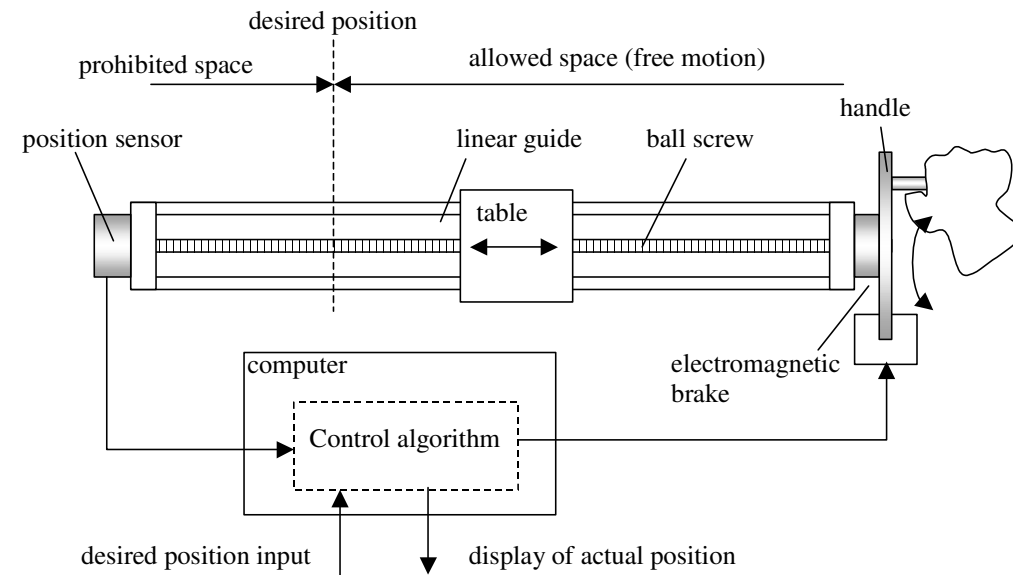 desired position
prohibited space
allowed space (free motion)
handle
position sensor
linear guide
ball screw
table
electromagnetic
brake
computer
Control algorithm
desired position input
display of actual position